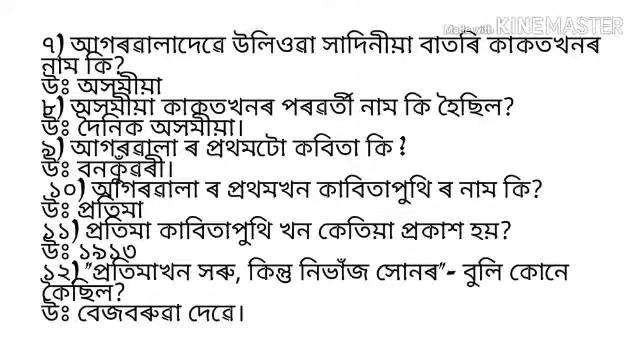 Made with KINEMASTER
৭) আগৰৱালাদেৱে উলিওৱা সাদিনীয়া বাতৰি কাকতখনৰ
নাম কি?
উঃ অসমীয়া
৮) অসমীয়া কাকতখনৰ পৰৱৰ্তী নাম কি হৈছিল?
উঃ দৈনিক অসমীয়া।
৯) আগৰৱালা ৰ প্ৰথমটো কবিতা কি ?
উঃ বনকুঁৱৰী।
১০) আগৰৱালা ৰ প্ৰথমখন কাবিতাপুথি ৰ নাম কি?
উঃ প্ৰতিমা
১১) প্ৰতিমা কাবিতাপুথি খন কেতিয়া প্ৰকাশ হয়?
উঃ ১৯১৩
১২) "প্ৰতিমাখন সৰু, কিন্তু নিভাঁজ সোনৰ"- বুলি কোনে
কৈছিল?
উঃ বেজবৰুৱা দেৱে।